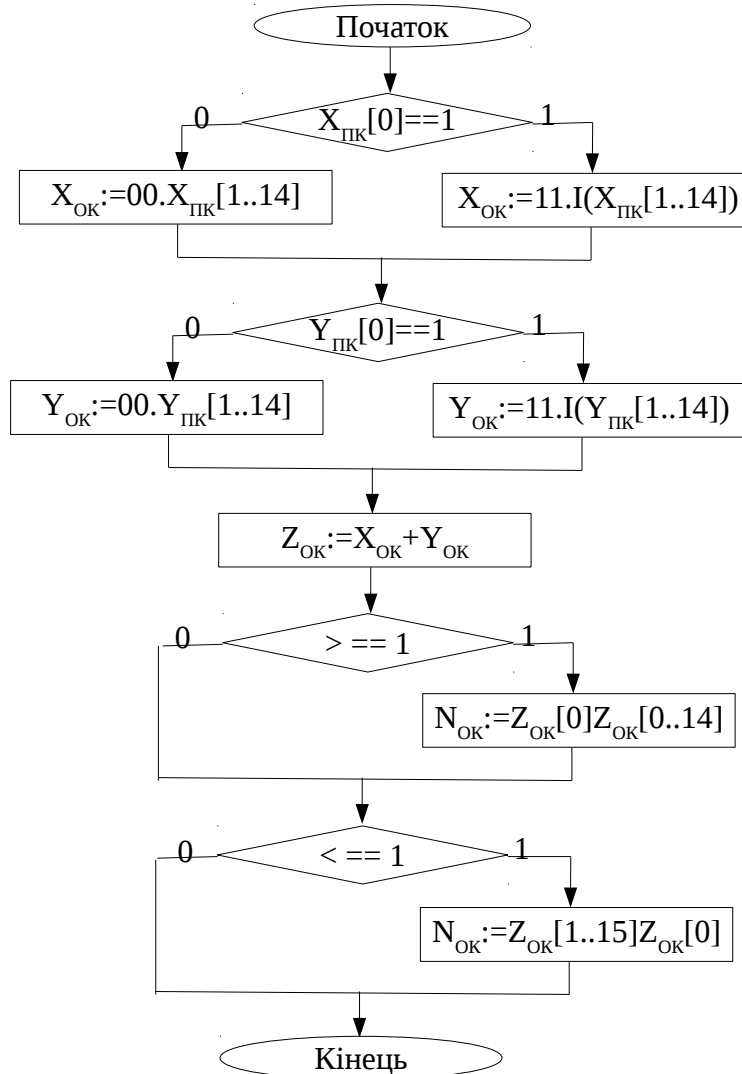 Початок
0 X_ПК[0]==1 1
X_ОК:=00.X_ПК[1..14] X_ОК:=11.I(X_ПК[1..14])
0 Y_ПК[0]==1 1
Y_ОК:=00.Y_ПК[1..14] Y_ОК:=11.I(Y_ПК[1..14])
Z_ОК:=X_ОК+Y_ОК
0 > == 1 1
N_ОК:=Z_ОК[0]Z_ОК[0..14]
0 < == 1 1
N_ОК:=Z_ОК[1..15]Z_ОК[0]
Кінець